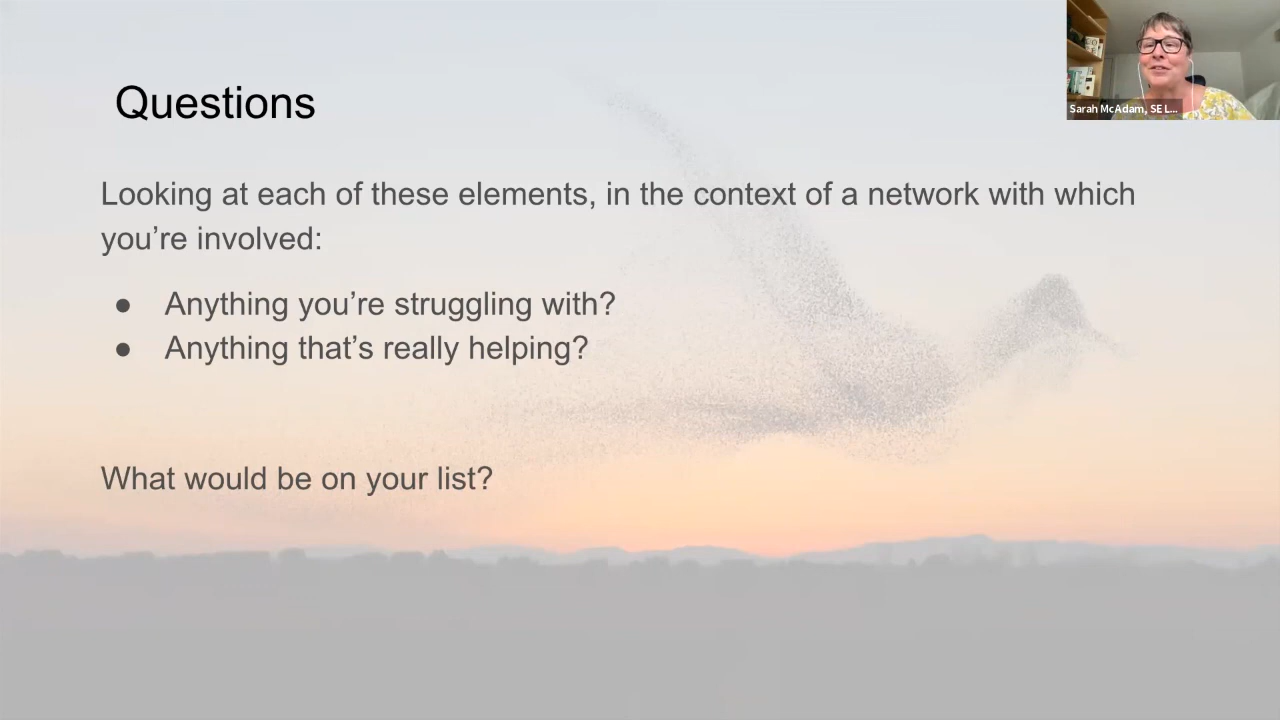 Questions
Looking at each of these elements, in the context of a network with which
you’re involved:
● Anything you’re struggling with?
● Anything that’s really helping?
What would be on your list?
Sarah McAdam, SE L...